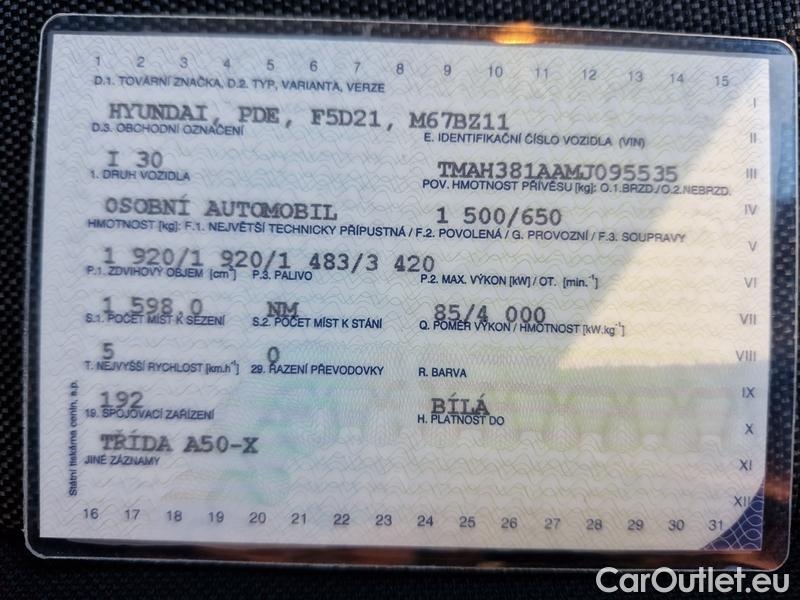 1 2 3 4 5 6 7 8 9 10 11 12 13 14 15
D.1. TOVÁRNÍ ZNAČKA, D.2. TYP, VARIANTA, VERZE
I
HYUNDAI, PDE, F5D21, M67BZ11
D.3. OBCHODNÍ OZNAČENÍ E. IDENTIFIKAČNÍ ČÍSLO VOZIDLA (VIN)
II
I 30 TMAH381AAMJ095535
III
1. DRUH VOZIDLA POV. HMOTNOST PŘÍVĚSU [kg]: O.1.BRZD./O.2.NEBRZD.
OSOBNÍ AUTOMOBIL 1 500/650
IV
HMOTNOST [kg]: F.1. NEJVĚTŠÍ TECHNICKY PŘÍPUSTNÁ / F.2. POVOLENÁ / G. PROVOZNÍ / F.3. SOUPRAVY
V
1 920/1 920/1 483/3 420
P.1. ZDVIHOVÝ OBJEM [cm³] P.3. PALIVO P.2. MAX. VÝKON [kW] / OT. [min.⁻¹]
VI
1 598,0 NM 85/4 000
S.1. POČET MÍST K SEZENÍ S.2. POČET MÍST K STÁNÍ Q. POMĚR VÝKON / HMOTNOST [kW.kg⁻¹]
VII
5 0
VIII
T. NEJVYŠŠÍ RYCHLOST [km.h⁻¹] 29. ŘAZENÍ PŘEVODOVKY R. BARVA
IX
192 BÍLÁ
19. SPOJOVACÍ ZAŘÍZENÍ H. PLATNOST DO
X
TŘÍDA A50-X
JINÉ ZÁZNAMY
XI
XII
Státní tiskárna cenin, s.p.
16 17 18 19 20 21 22 23 24 25 26 27 28 29 30 31
CarOutlet.eu